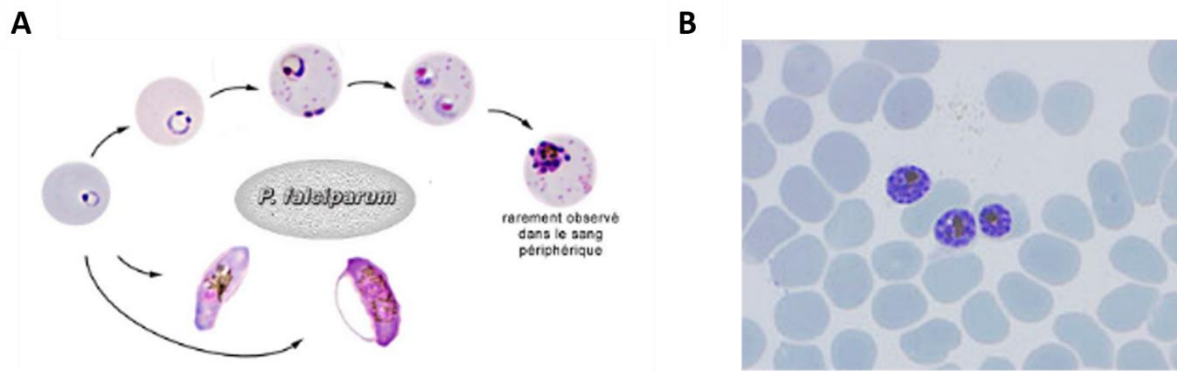 A
B
P. falciparum
rarement observé
dans le sang
périphérique